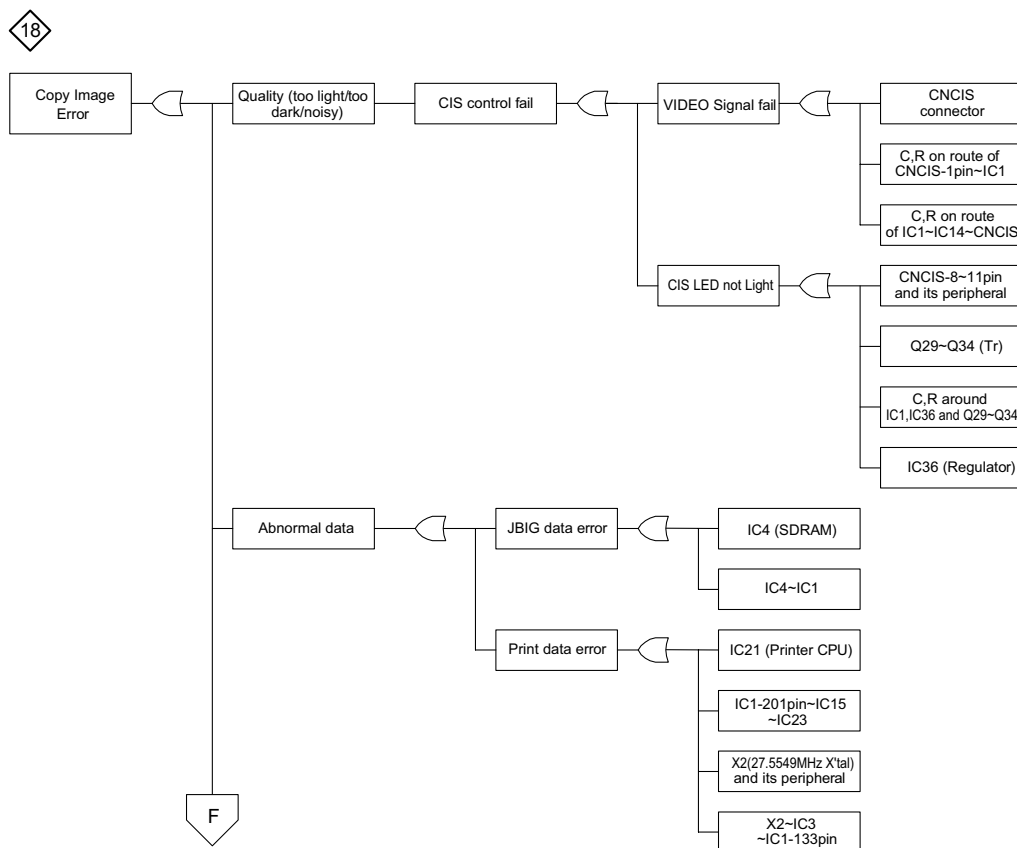 18
Copy Image
Error
Quality (too light/too
dark/noisy)
CIS control fail
VIDEO Signal fail
CNCIS
connector
C,R on route of
CNCIS-1pin~IC1
C,R on route
of IC1~IC14~CNCIS
CIS LED not Light
CNCIS-8~11pin
and its peripheral
Q29~Q34 (Tr)
C,R around
IC1,IC36 and Q29~Q34
IC36 (Regulator)
Abnormal data
JBIG data error
IC4 (SDRAM)
IC4~IC1
Print data error
IC21 (Printer CPU)
IC1-201pin~IC15
~IC23
X2(27.5549MHz X'tal)
and its peripheral
X2~IC3
~IC1-133pin
F